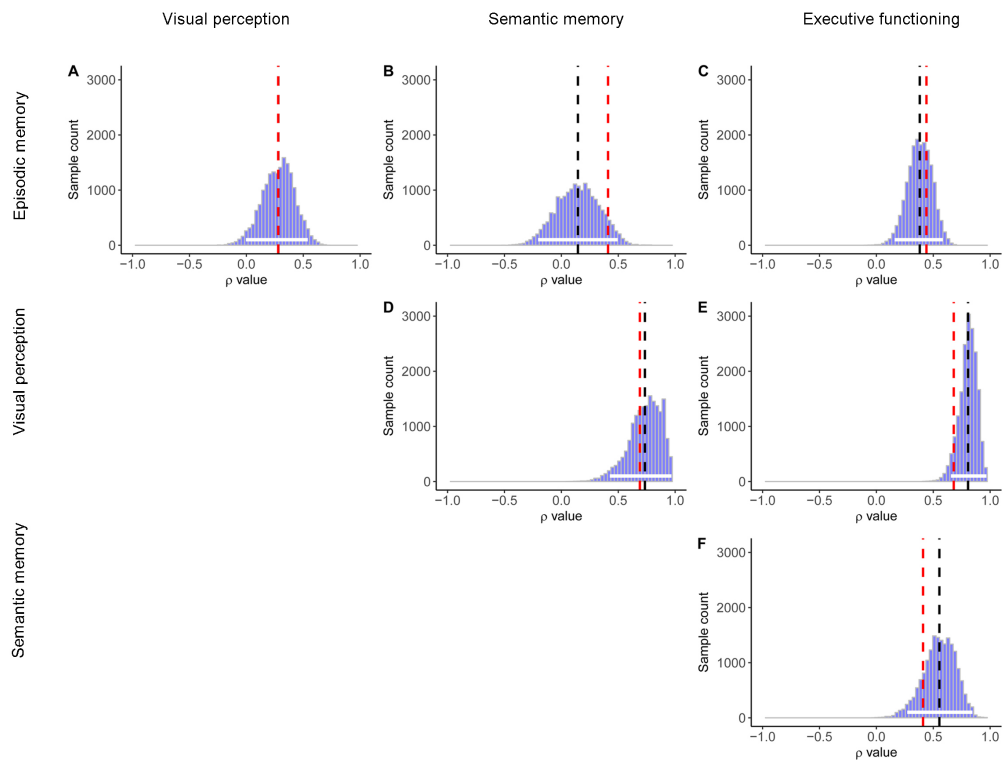 Visual perception
Semantic memory
Executive functioning
Episodic memory
A
3000
2000
1000
0
Sample count
−1.0 −0.5 0.0 0.5 1.0
ρ value
B
3000
2000
1000
0
Sample count
−1.0 −0.5 0.0 0.5 1.0
ρ value
C
3000
2000
1000
0
Sample count
−1.0 −0.5 0.0 0.5 1.0
ρ value
Visual perception
D
3000
2000
1000
0
Sample count
−1.0 −0.5 0.0 0.5 1.0
ρ value
E
3000
2000
1000
0
Sample count
−1.0 −0.5 0.0 0.5 1.0
ρ value
Semantic memory
F
3000
2000
1000
0
Sample count
−1.0 −0.5 0.0 0.5 1.0
ρ value